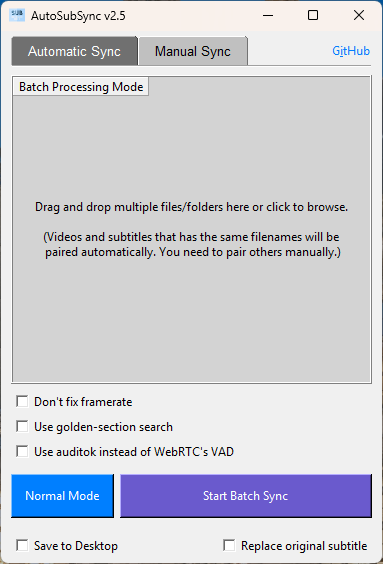 SUB
AutoSubSync v2.5
Automatic Sync
Manual Sync
GitHub
Batch Processing Mode
Drag and drop multiple files/folders here or click to browse.
(Videos and subtitles that has the same filenames will be
paired automatically. You need to pair others manually.)
Don't fix framerate
Use golden-section search
Use auditok instead of WebRTC's VAD
Normal Mode
Start Batch Sync
Save to Desktop
Replace original subtitle